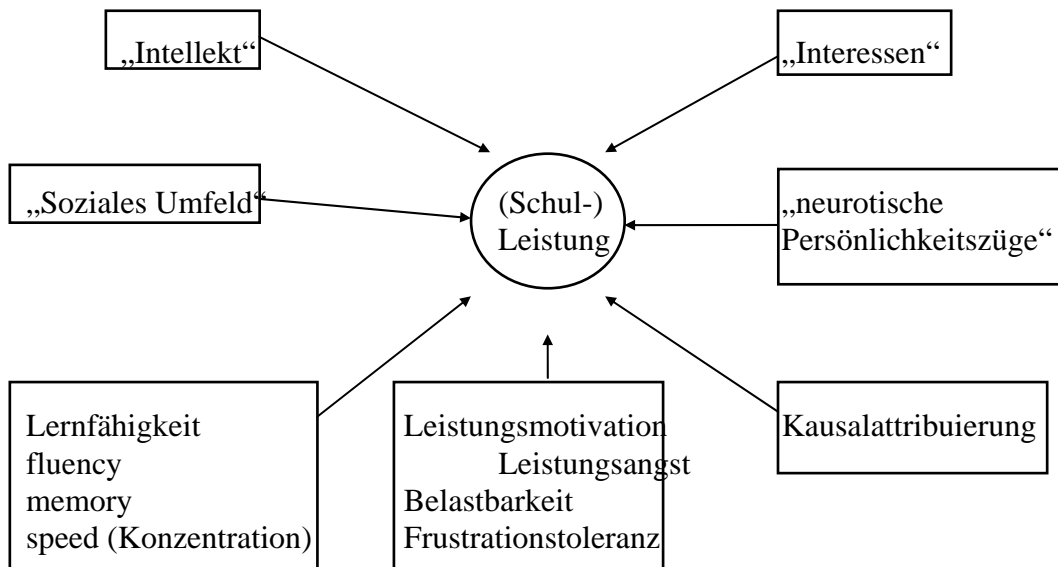 „Intellekt“
„Interessen“
„Soziales Umfeld“
(Schul-)
Leistung
„neurotische
Persönlichkeitszüge“
Lernfähigkeit
fluency
memory
speed (Konzentration)
Leistungsmotivation
Leistungsangst
Belastbarkeit
Frustrationstoleranz
Kausalattribuierung